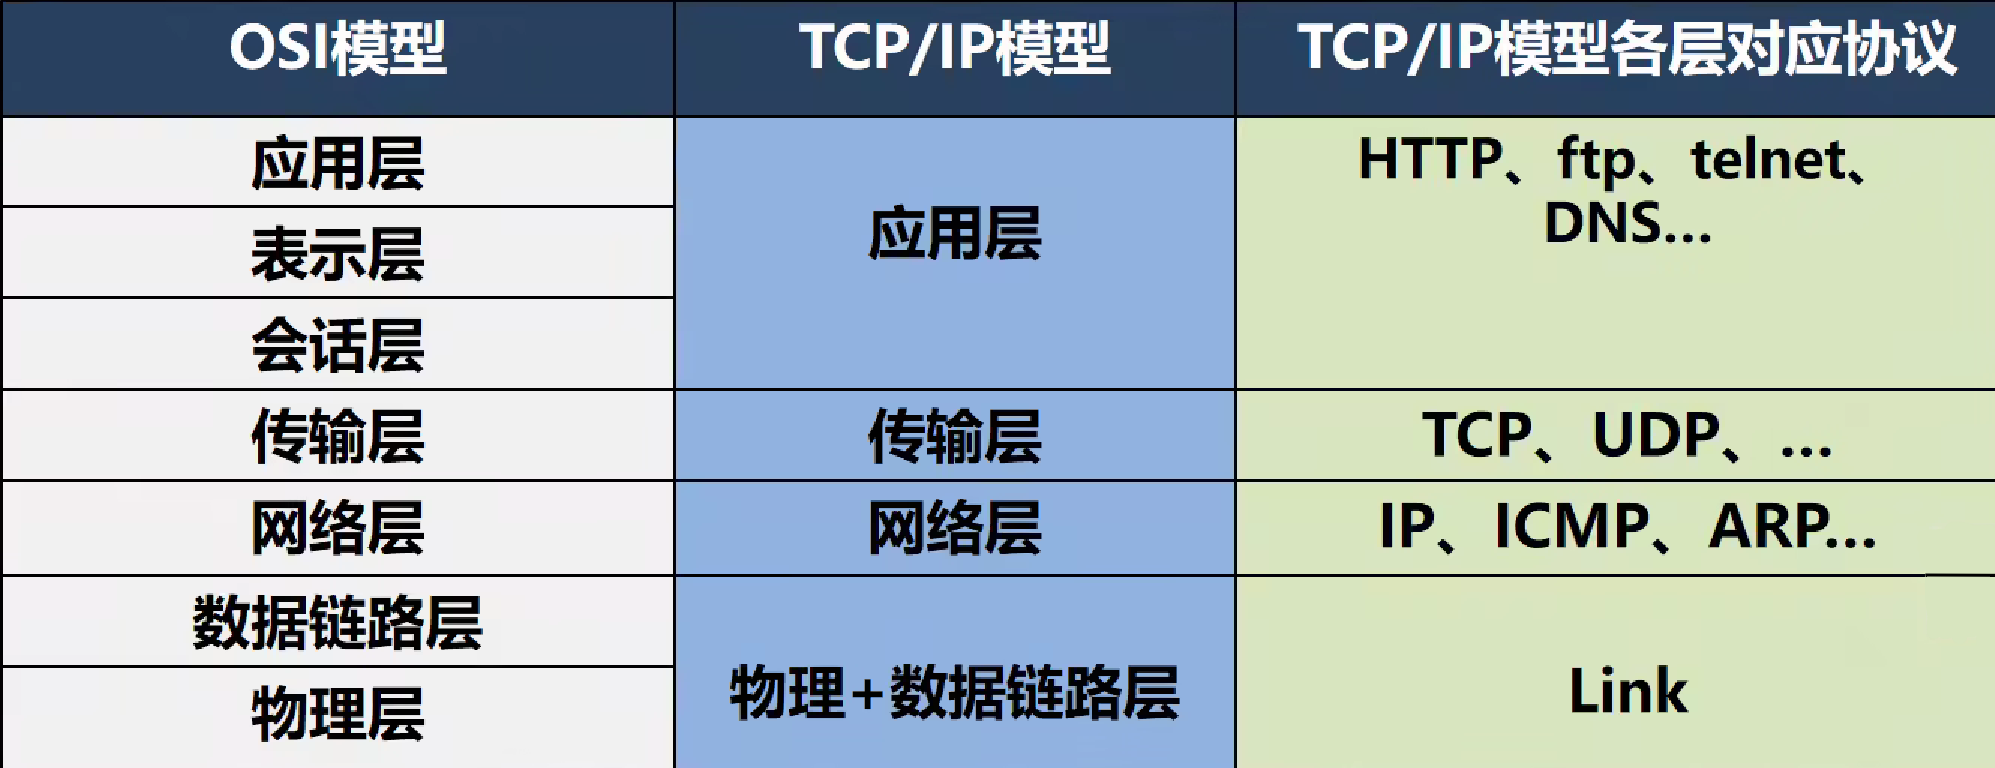 OSI模型 TCP/IP模型 TCP/IP模型各层对应协议
应用层
表示层
会话层
应用层
HTTP、ftp、telnet、
DNS...
传输层 传输层 TCP、UDP、...
网络层 网络层 IP、ICMP、ARP...
数据链路层
物理层
物理+数据链路层
Link